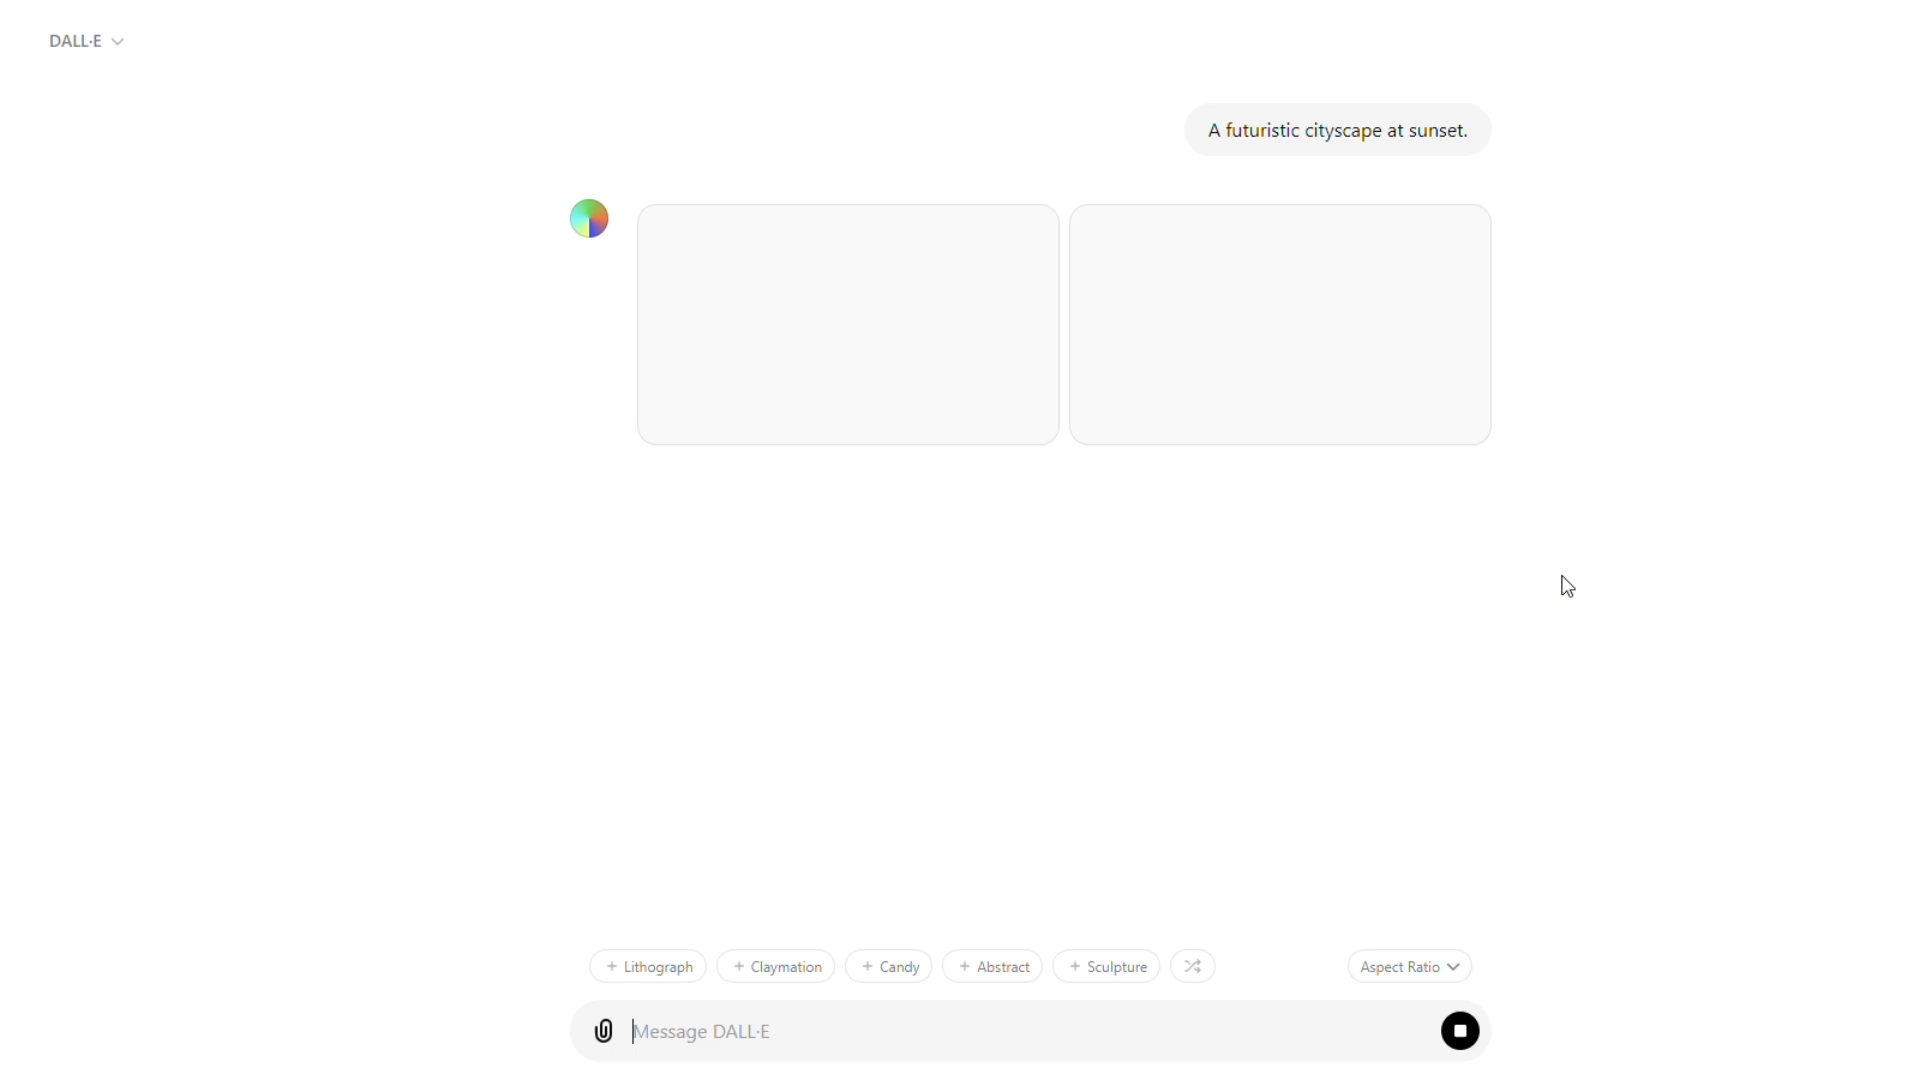 DALL·E
A futuristic cityscape at sunset.
+ Lithograph
+ Claymation
+ Candy
+ Abstract
+ Sculpture
Aspect Ratio
Message DALL·E